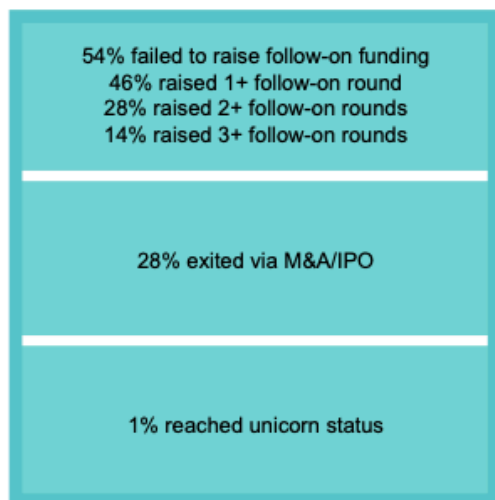 54% failed to raise follow-on funding
46% raised 1+ follow-on round
28% raised 2+ follow-on rounds
14% raised 3+ follow-on rounds
28% exited via M&A/IPO
1% reached unicorn status